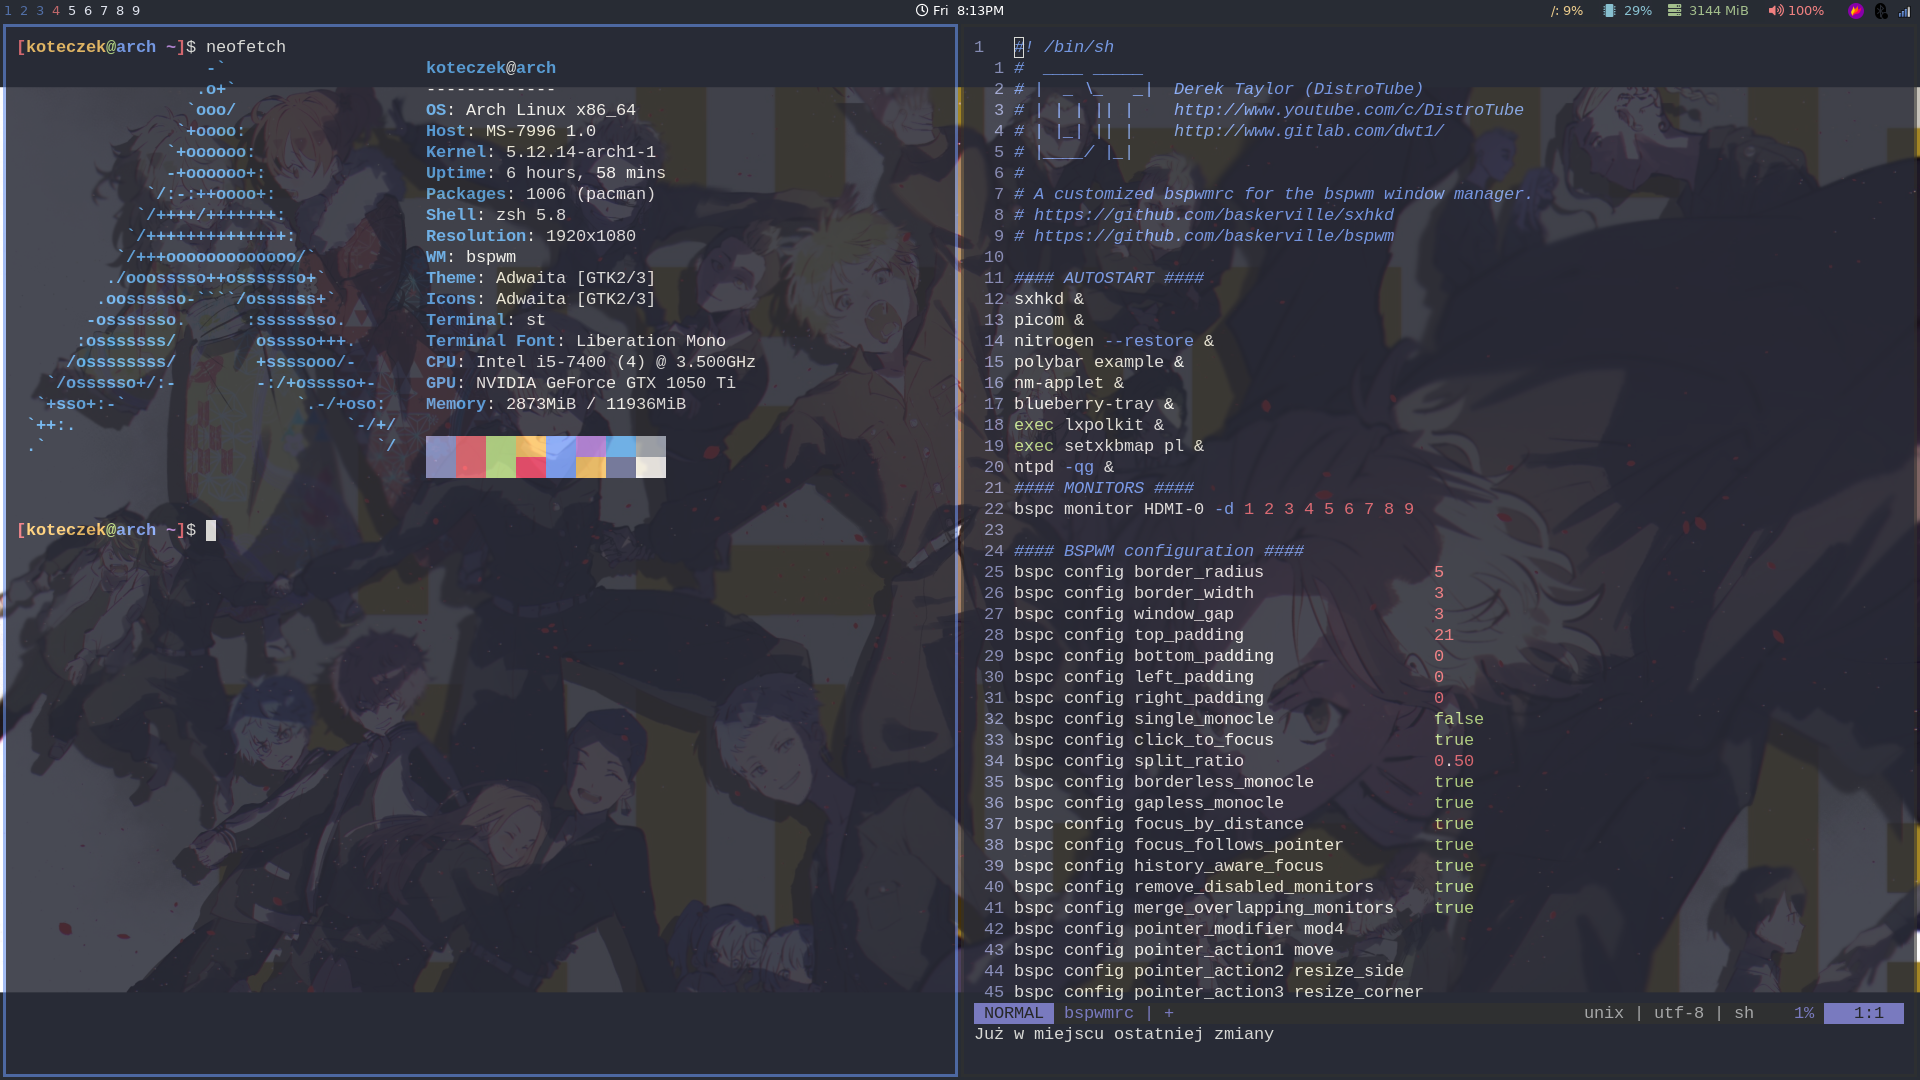 1 2 3 4 5 6 7 8 9
Fri 8:13PM
/: 9% 29% 3144 MiB 100%
[koteczek@arch ~]$ neofetch
-`
.o+`
`ooo/
`+oooo:
`+oooooo:
-+oooooo+:
`/:-:++oooo+:
`/++++/+++++++:
`/++++++++++++++:
`/+++ooooooooooooo/`
./ooosssso++osssssso+`
.oossssso-````/ossssss+`
-osssssso. :ssssssso.
:osssssss/ osssso+++.
/ossssssss/ +ssssooo/-
`/ossssso+/:- -:/+osssso+-
`+sso+:-` `.-/+oso:
`++:. `-/+/
.` `/
koteczek@arch
-------------
OS: Arch Linux x86_64
Host: MS-7996 1.0
Kernel: 5.12.14-arch1-1
Uptime: 6 hours, 58 mins
Packages: 1006 (pacman)
Shell: zsh 5.8
Resolution: 1920x1080
WM: bspwm
Theme: Adwaita [GTK2/3]
Icons: Adwaita [GTK2/3]
Terminal: st
Terminal Font: Liberation Mono
CPU: Intel i5-7400 (4) @ 3.500GHz
GPU: NVIDIA GeForce GTX 1050 Ti
Memory: 2873MiB / 11936MiB
[koteczek@arch ~]$
1 #! /bin/sh
1 #  ____ _____
2 # |  _ \_   _|  Derek Taylor (DistroTube)
3 # | | | || |    http://www.youtube.com/c/DistroTube
4 # | |_| || |    http://www.gitlab.com/dwt1/
5 # |____/ |_|
6 #
7 # A customized bspwmrc for the bspwm window manager.
8 # https://github.com/baskerville/sxhkd
9 # https://github.com/baskerville/bspwm
10
11 #### AUTOSTART ####
12 sxhkd &
13 picom &
14 nitrogen --restore &
15 polybar example &
16 nm-applet &
17 blueberry-tray &
18 exec lxpolkit &
19 exec setxkbmap pl &
20 ntpd -qg &
21 #### MONITORS ####
22 bspc monitor HDMI-0 -d 1 2 3 4 5 6 7 8 9
23
24 #### BSPWM configuration ####
25 bspc config border_radius 5
26 bspc config border_width 3
27 bspc config window_gap 3
28 bspc config top_padding 21
29 bspc config bottom_padding 0
30 bspc config left_padding 0
31 bspc config right_padding 0
32 bspc config single_monocle false
33 bspc config click_to_focus true
34 bspc config split_ratio 0.50
35 bspc config borderless_monocle true
36 bspc config gapless_monocle true
37 bspc config focus_by_distance true
38 bspc config focus_follows_pointer true
39 bspc config history_aware_focus true
40 bspc config remove_disabled_monitors true
41 bspc config merge_overlapping_monitors true
42 bspc config pointer_modifier mod4
43 bspc config pointer_action1 move
44 bspc config pointer_action2 resize_side
45 bspc config pointer_action3 resize_corner
NORMAL bspwmrc | + unix | utf-8 | sh 1% 1:1
Już w miejscu ostatniej zmiany